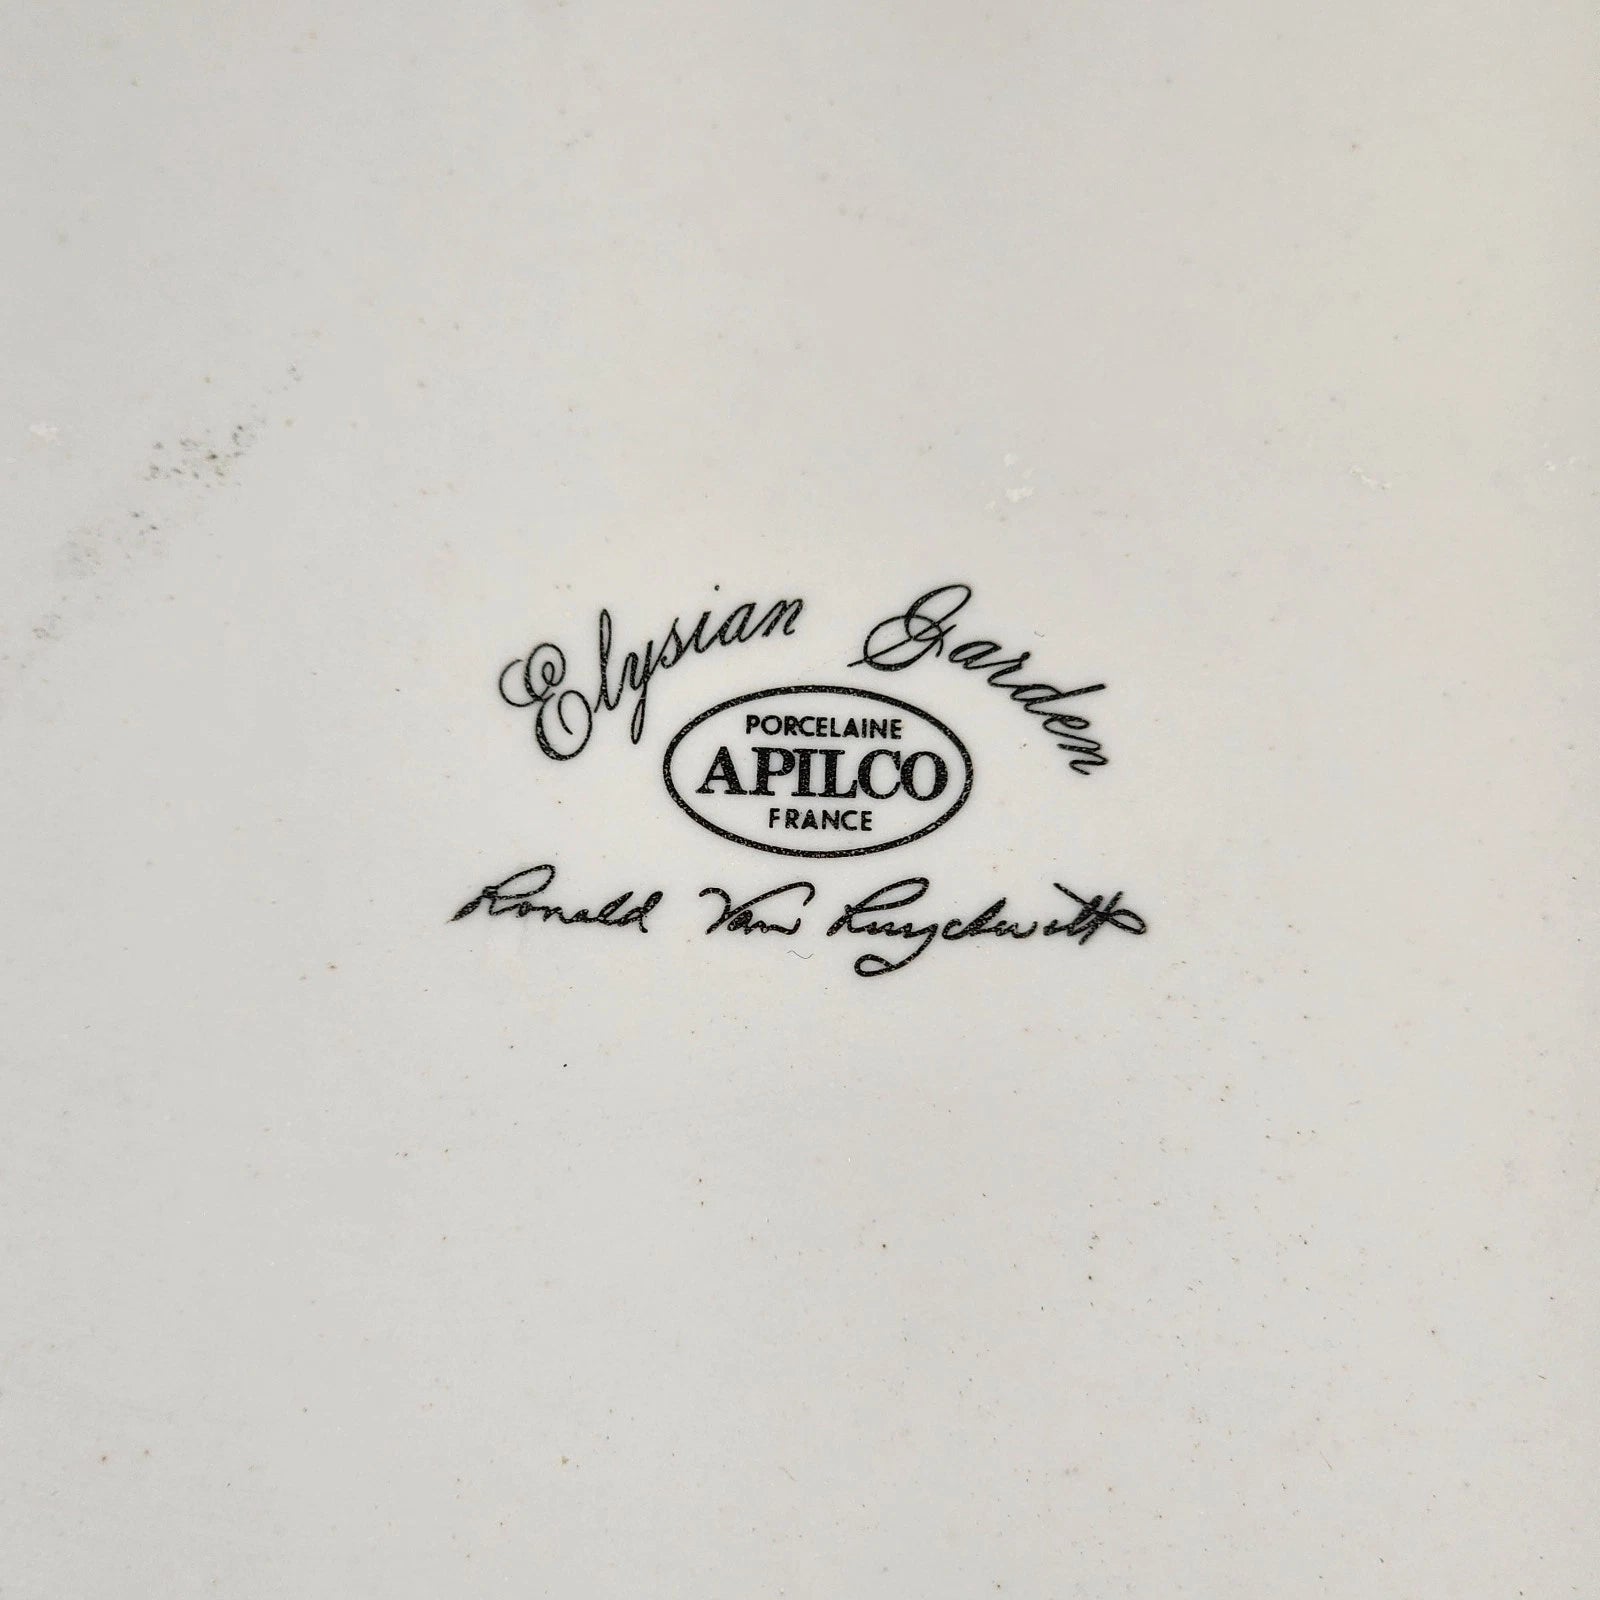 Elysian Garden
PORCELAINE
APILCO
FRANCE
Ronald Van Ruyckevelt